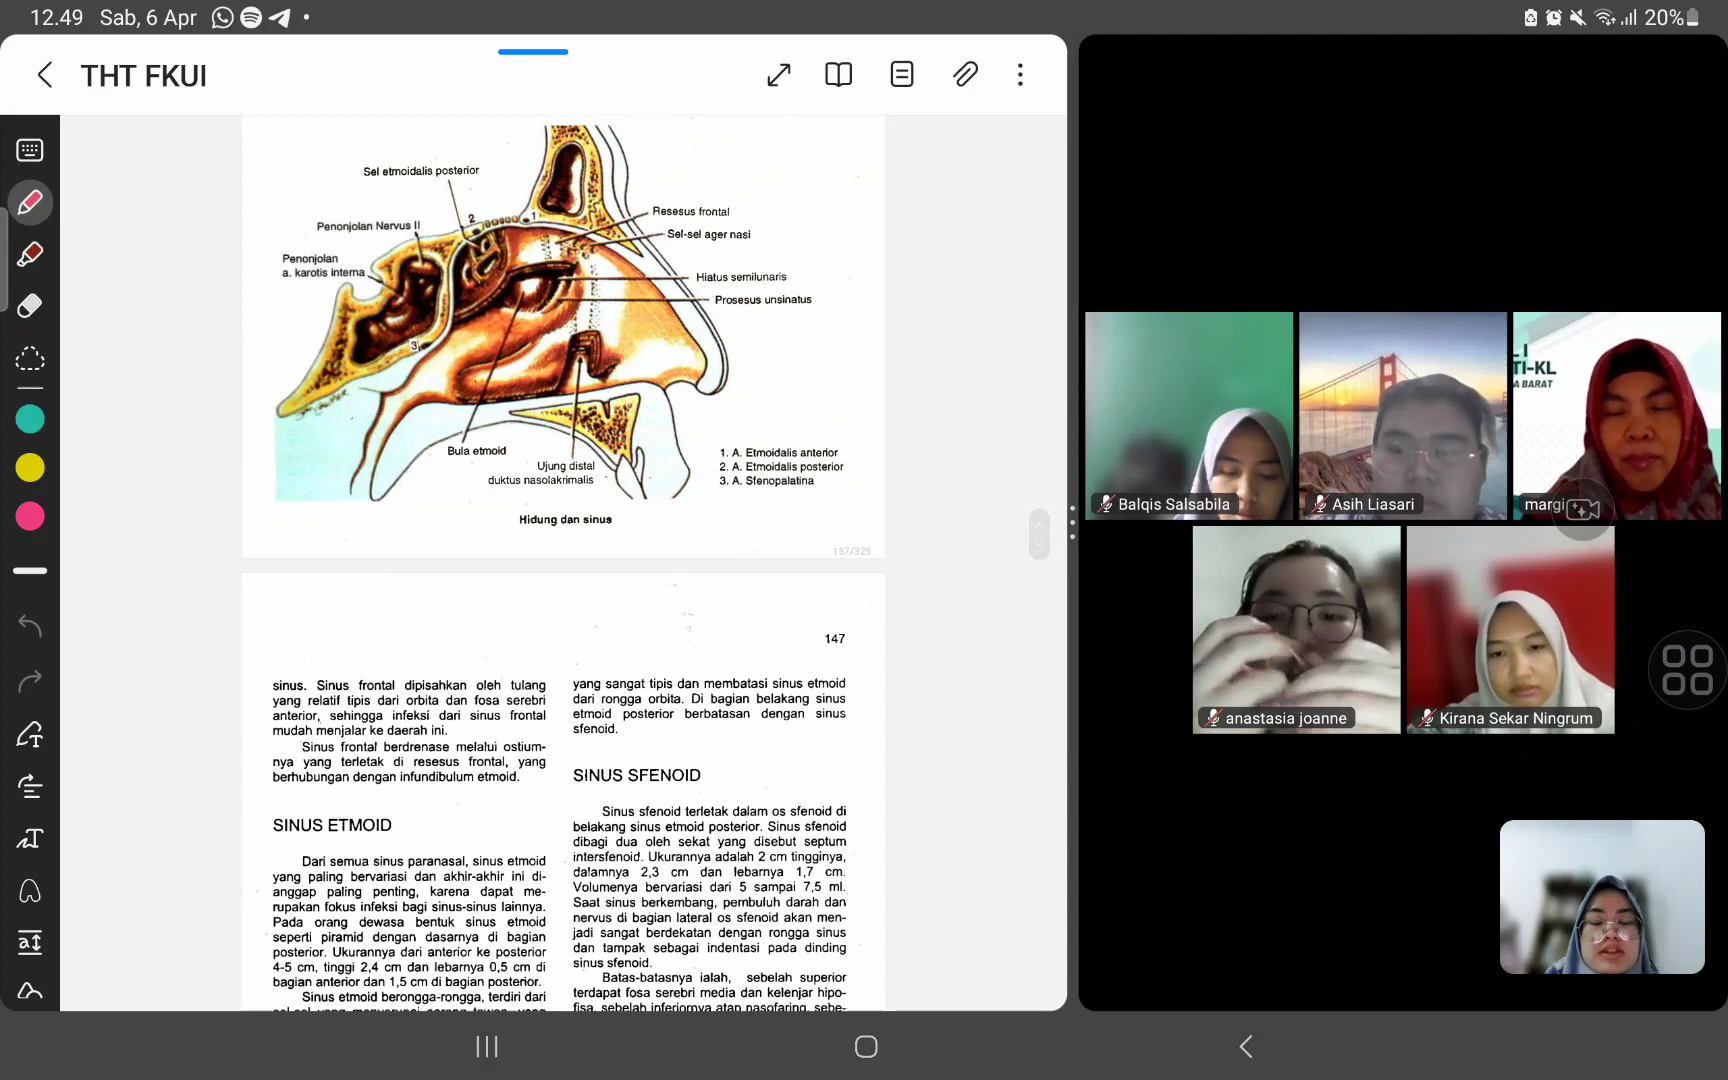 12.49 Sab, 6 Apr
20%
THT FKUI
Sel etmoidalis posterior
2
1
Resesus frontal
Penonjolan Nervus II
Sel-sel ager nasi
Penonjolan
a. karotis interna
Hiatus semilunaris
Prosesus unsinatus
3
Bula etmoid
Ujung distal
duktus nasolakrimalis
1. A. Etmoidalis anterior
2. A. Etmoidalis posterior
3. A. Sfenopalatina
Hidung dan sinus
157/325
147
sinus. Sinus frontal dipisahkan oleh tulang
yang relatif tipis dari orbita dan fosa serebri
anterior, sehingga infeksi dari sinus frontal
mudah menjalar ke daerah ini.
Sinus frontal berdrenase melalui ostium-
nya yang terletak di resesus frontal, yang
berhubungan dengan infundibulum etmoid.
SINUS ETMOID
Dari semua sinus paranasal, sinus etmoid
yang paling bervariasi dan akhir-akhir ini di-
anggap paling penting, karena dapat me-
rupakan fokus infeksi bagi sinus-sinus lainnya.
Pada orang dewasa bentuk sinus etmoid
seperti piramid dengan dasarnya di bagian
posterior. Ukurannya dari anterior ke posterior
4-5 cm, tinggi 2,4 cm dan lebarnya 0,5 cm di
bagian anterior dan 1,5 cm di bagian posterior.
Sinus etmoid berongga-rongga, terdiri dari
yang sangat tipis dan membatasi sinus etmoid
dari rongga orbita. Di bagian belakang sinus
etmoid posterior berbatasan dengan sinus
sfenoid.
SINUS SFENOID
Sinus sfenoid terletak dalam os sfenoid di
belakang sinus etmoid posterior. Sinus sfenoid
dibagi dua oleh sekat yang disebut septum
intersfenoid. Ukurannya adalah 2 cm tingginya,
dalamnya 2,3 cm dan lebarnya 1,7 cm.
Volumenya bervariasi dari 5 sampai 7,5 ml.
Saat sinus berkembang, pembuluh darah dan
nervus di bagian lateral os sfenoid akan men-
jadi sangat berdekatan dengan rongga sinus
dan tampak sebagai indentasi pada dinding
sinus sfenoid.
Batas-batasnya ialah, sebelah superior
terdapat fosa serebri media dan kelenjar hipo-
fisa, sebelah inferiornya atap nasofaring, sebe-
I
TI-KL
A BARAT
Balqis Salsabila
Asih Liasari
margi
anastasia joanne
Kirana Sekar Ningrum